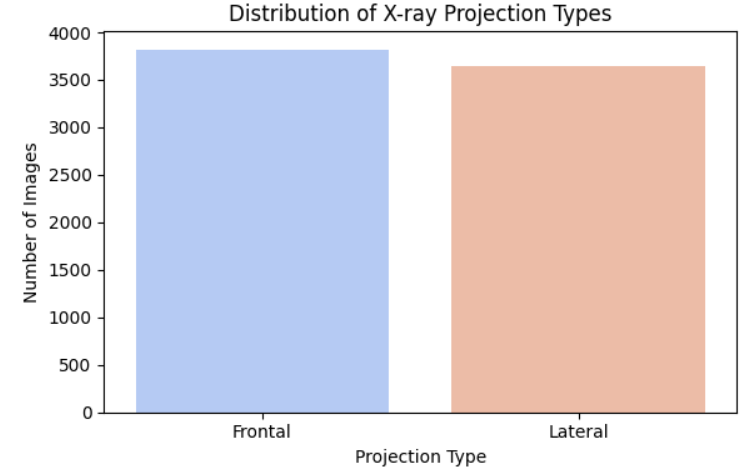 Distribution of X-ray Projection Types
4000
3500
3000
2500
2000
1500
1000
500
0
Number of Images
Frontal
Lateral
Projection Type